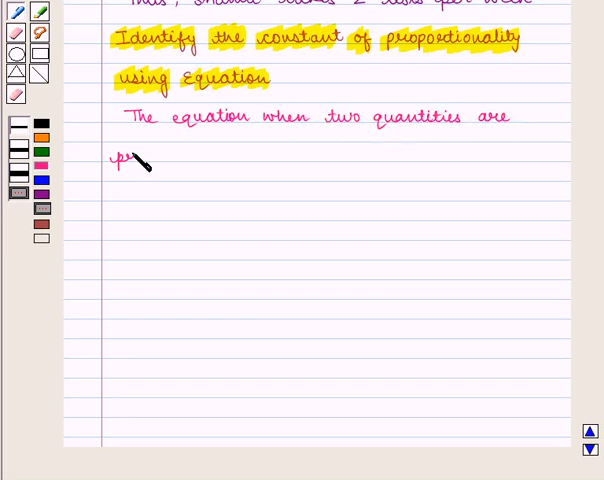 Identify the constant of proportionality
using Equation
The equation when two quantities are